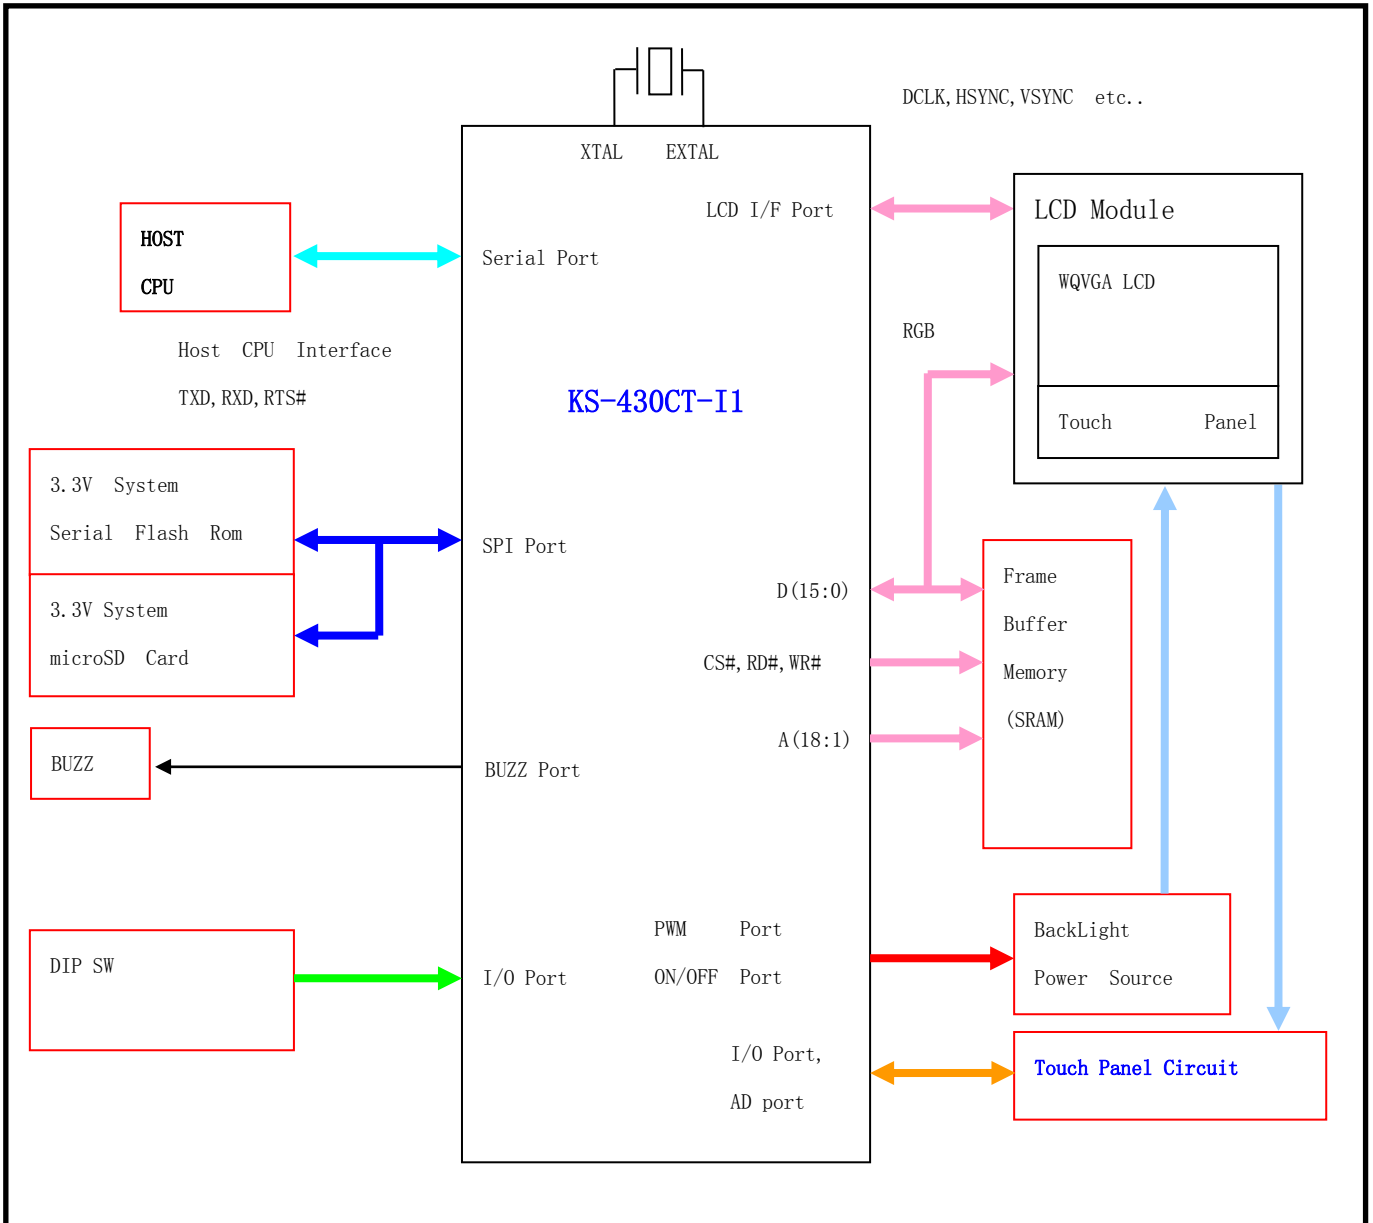 DCLK,HSYNC,VSYNC etc..
XTAL EXTAL
LCD I/F Port
LCD Module
HOST
CPU
Serial Port
WQVGA LCD
RGB
Host CPU Interface
TXD,RXD,RTS#
KS-430CT-I1
Touch Panel
3.3V System
Serial Flash Rom
SPI Port
3.3V System
microSD Card
D(15:0)
CS#,RD#,WR#
A(18:1)
Frame
Buffer
Memory
(SRAM)
BUZZ
BUZZ Port
DIP SW
I/O Port
PWM Port
ON/OFF Port
BackLight
Power Source
I/O Port,
AD port
Touch Panel Circuit